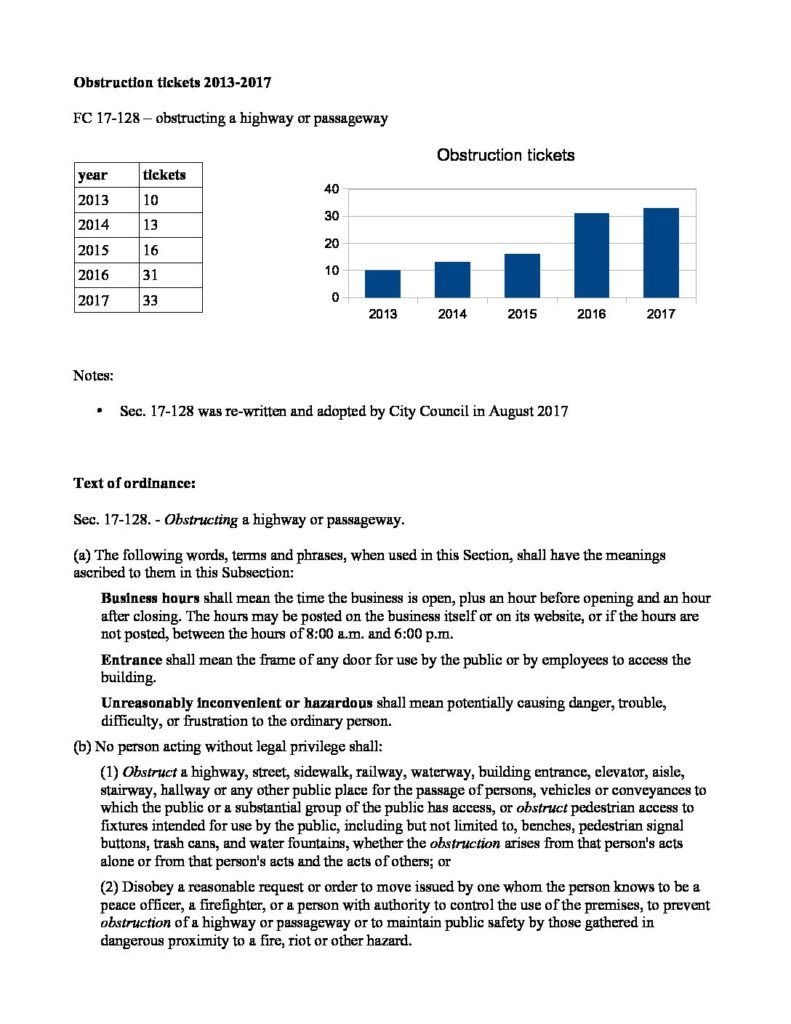 Obstruction tickets 2013-2017
FC 17-128 – obstructing a highway or passageway
year tickets
2013 10
2014 13
2015 16
2016 31
2017 33
Obstruction tickets
40
30
20
10
0
2013 2014 2015 2016 2017
Notes:
• Sec. 17-128 was re-written and adopted by City Council in August 2017
Text of ordinance:
Sec. 17-128. - Obstructing a highway or passageway.
(a) The following words, terms and phrases, when used in this Section, shall have the meanings
ascribed to them in this Subsection:
Business hours shall mean the time the business is open, plus an hour before opening and an hour
after closing. The hours may be posted on the business itself or on its website, or if the hours are
not posted, between the hours of 8:00 a.m. and 6:00 p.m.
Entrance shall mean the frame of any door for use by the public or by employees to access the
building.
Unreasonably inconvenient or hazardous shall mean potentially causing danger, trouble,
difficulty, or frustration to the ordinary person.
(b) No person acting without legal privilege shall:
(1) Obstruct a highway, street, sidewalk, railway, waterway, building entrance, elevator, aisle,
stairway, hallway or any other public place for the passage of persons, vehicles or conveyances to
which the public or a substantial group of the public has access, or obstruct pedestrian access to
fixtures intended for use by the public, including but not limited to, benches, pedestrian signal
buttons, trash cans, and water fountains, whether the obstruction arises from that person's acts
alone or from that person's acts and the acts of others; or
(2) Disobey a reasonable request or order to move issued by one whom the person knows to be a
peace officer, a firefighter, or a person with authority to control the use of the premises, to prevent
obstruction of a highway or passageway or to maintain public safety by those gathered in
dangerous proximity to a fire, riot or other hazard.